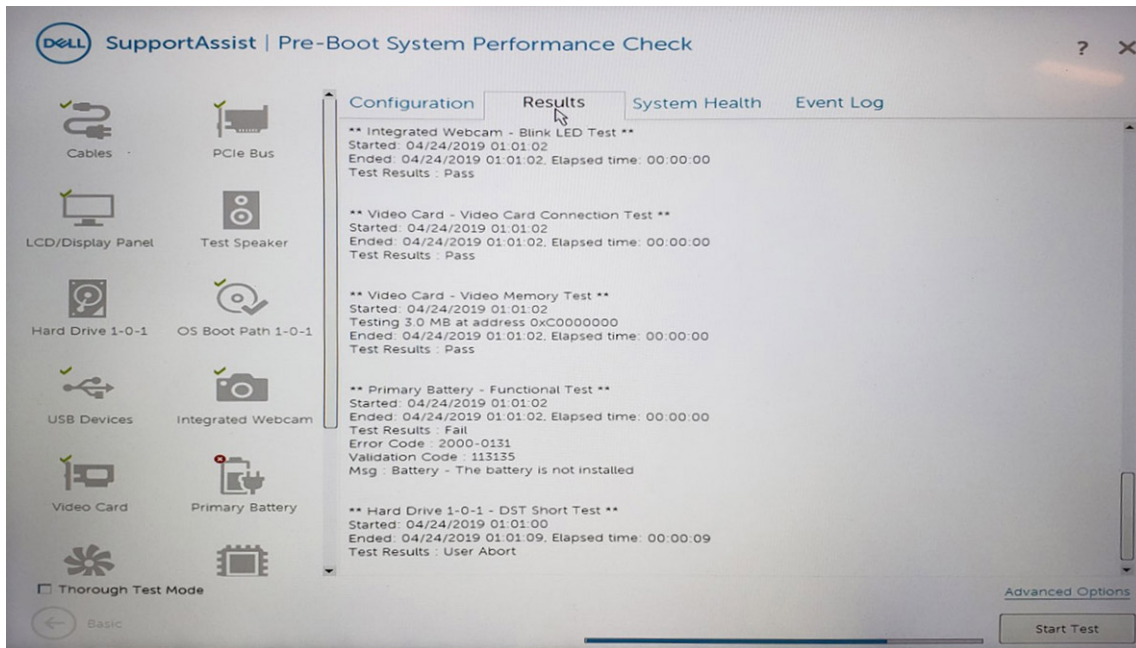 DELL SupportAssist | Pre-Boot System Performance Check
? X
Cables
PCIe Bus
LCD/Display Panel
Test Speaker
Hard Drive 1-0-1
OS Boot Path 1-0-1
USB Devices
Integrated Webcam
Video Card
Primary Battery
Thorough Test Mode
Basic
Configuration
Results
System Health
Event Log
** Integrated Webcam - Blink LED Test **
Started: 04/24/2019 01:01:02
Ended: 04/24/2019 01:01:02, Elapsed time: 00:00:00
Test Results : Pass
** Video Card - Video Card Connection Test **
Started: 04/24/2019 01:01:02
Ended: 04/24/2019 01:01:02, Elapsed time: 00:00:00
Test Results : Pass
** Video Card - Video Memory Test **
Started: 04/24/2019 01:01:02
Testing 3.0 MB at address 0xC0000000
Ended: 04/24/2019 01:01:02, Elapsed time: 00:00:00
Test Results : Pass
** Primary Battery - Functional Test **
Started: 04/24/2019 01:01:02
Ended: 04/24/2019 01:01:02, Elapsed time: 00:00:00
Test Results : Fail
Error Code : 2000-0131
Validation Code : 113135
Msg : Battery - The battery is not installed
** Hard Drive 1-0-1 - DST Short Test **
Started: 04/24/2019 01:01:00
Ended: 04/24/2019 01:01:09, Elapsed time: 00:00:09
Test Results : User Abort
Advanced Options
Start Test